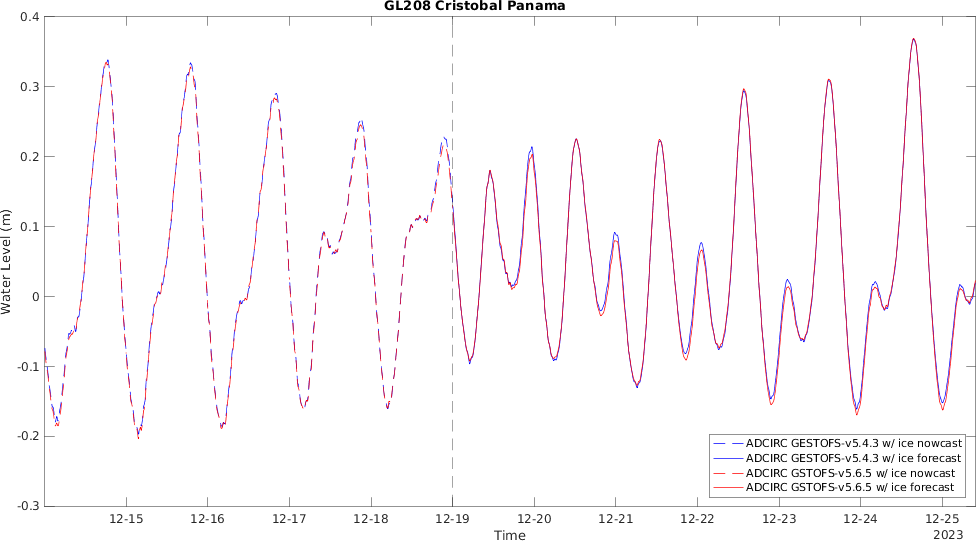 GL208 Cristobal Panama
0.4
0.3
0.2
0.1
0
-0.1
-0.2
-0.3
Water Level (m)
ADCIRC GESTOFS-v5.4.3 w/ ice nowcast
ADCIRC GESTOFS-v5.4.3 w/ ice forecast
ADCIRC GSTOFS-v5.6.5 w/ ice nowcast
ADCIRC GSTOFS-v5.6.5 w/ ice forecast
12-15 12-16 12-17 12-18 12-19 12-20 12-21 12-22 12-23 12-24 12-25
Time
2023